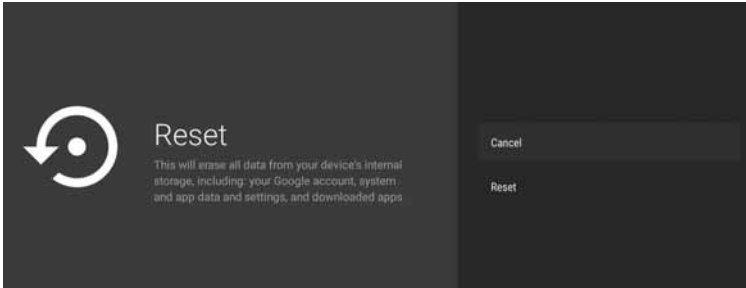 Reset
This will erase all data from your device's internal
storage, including: your Google account, system
and app data and settings, and downloaded apps
Cancel
Reset